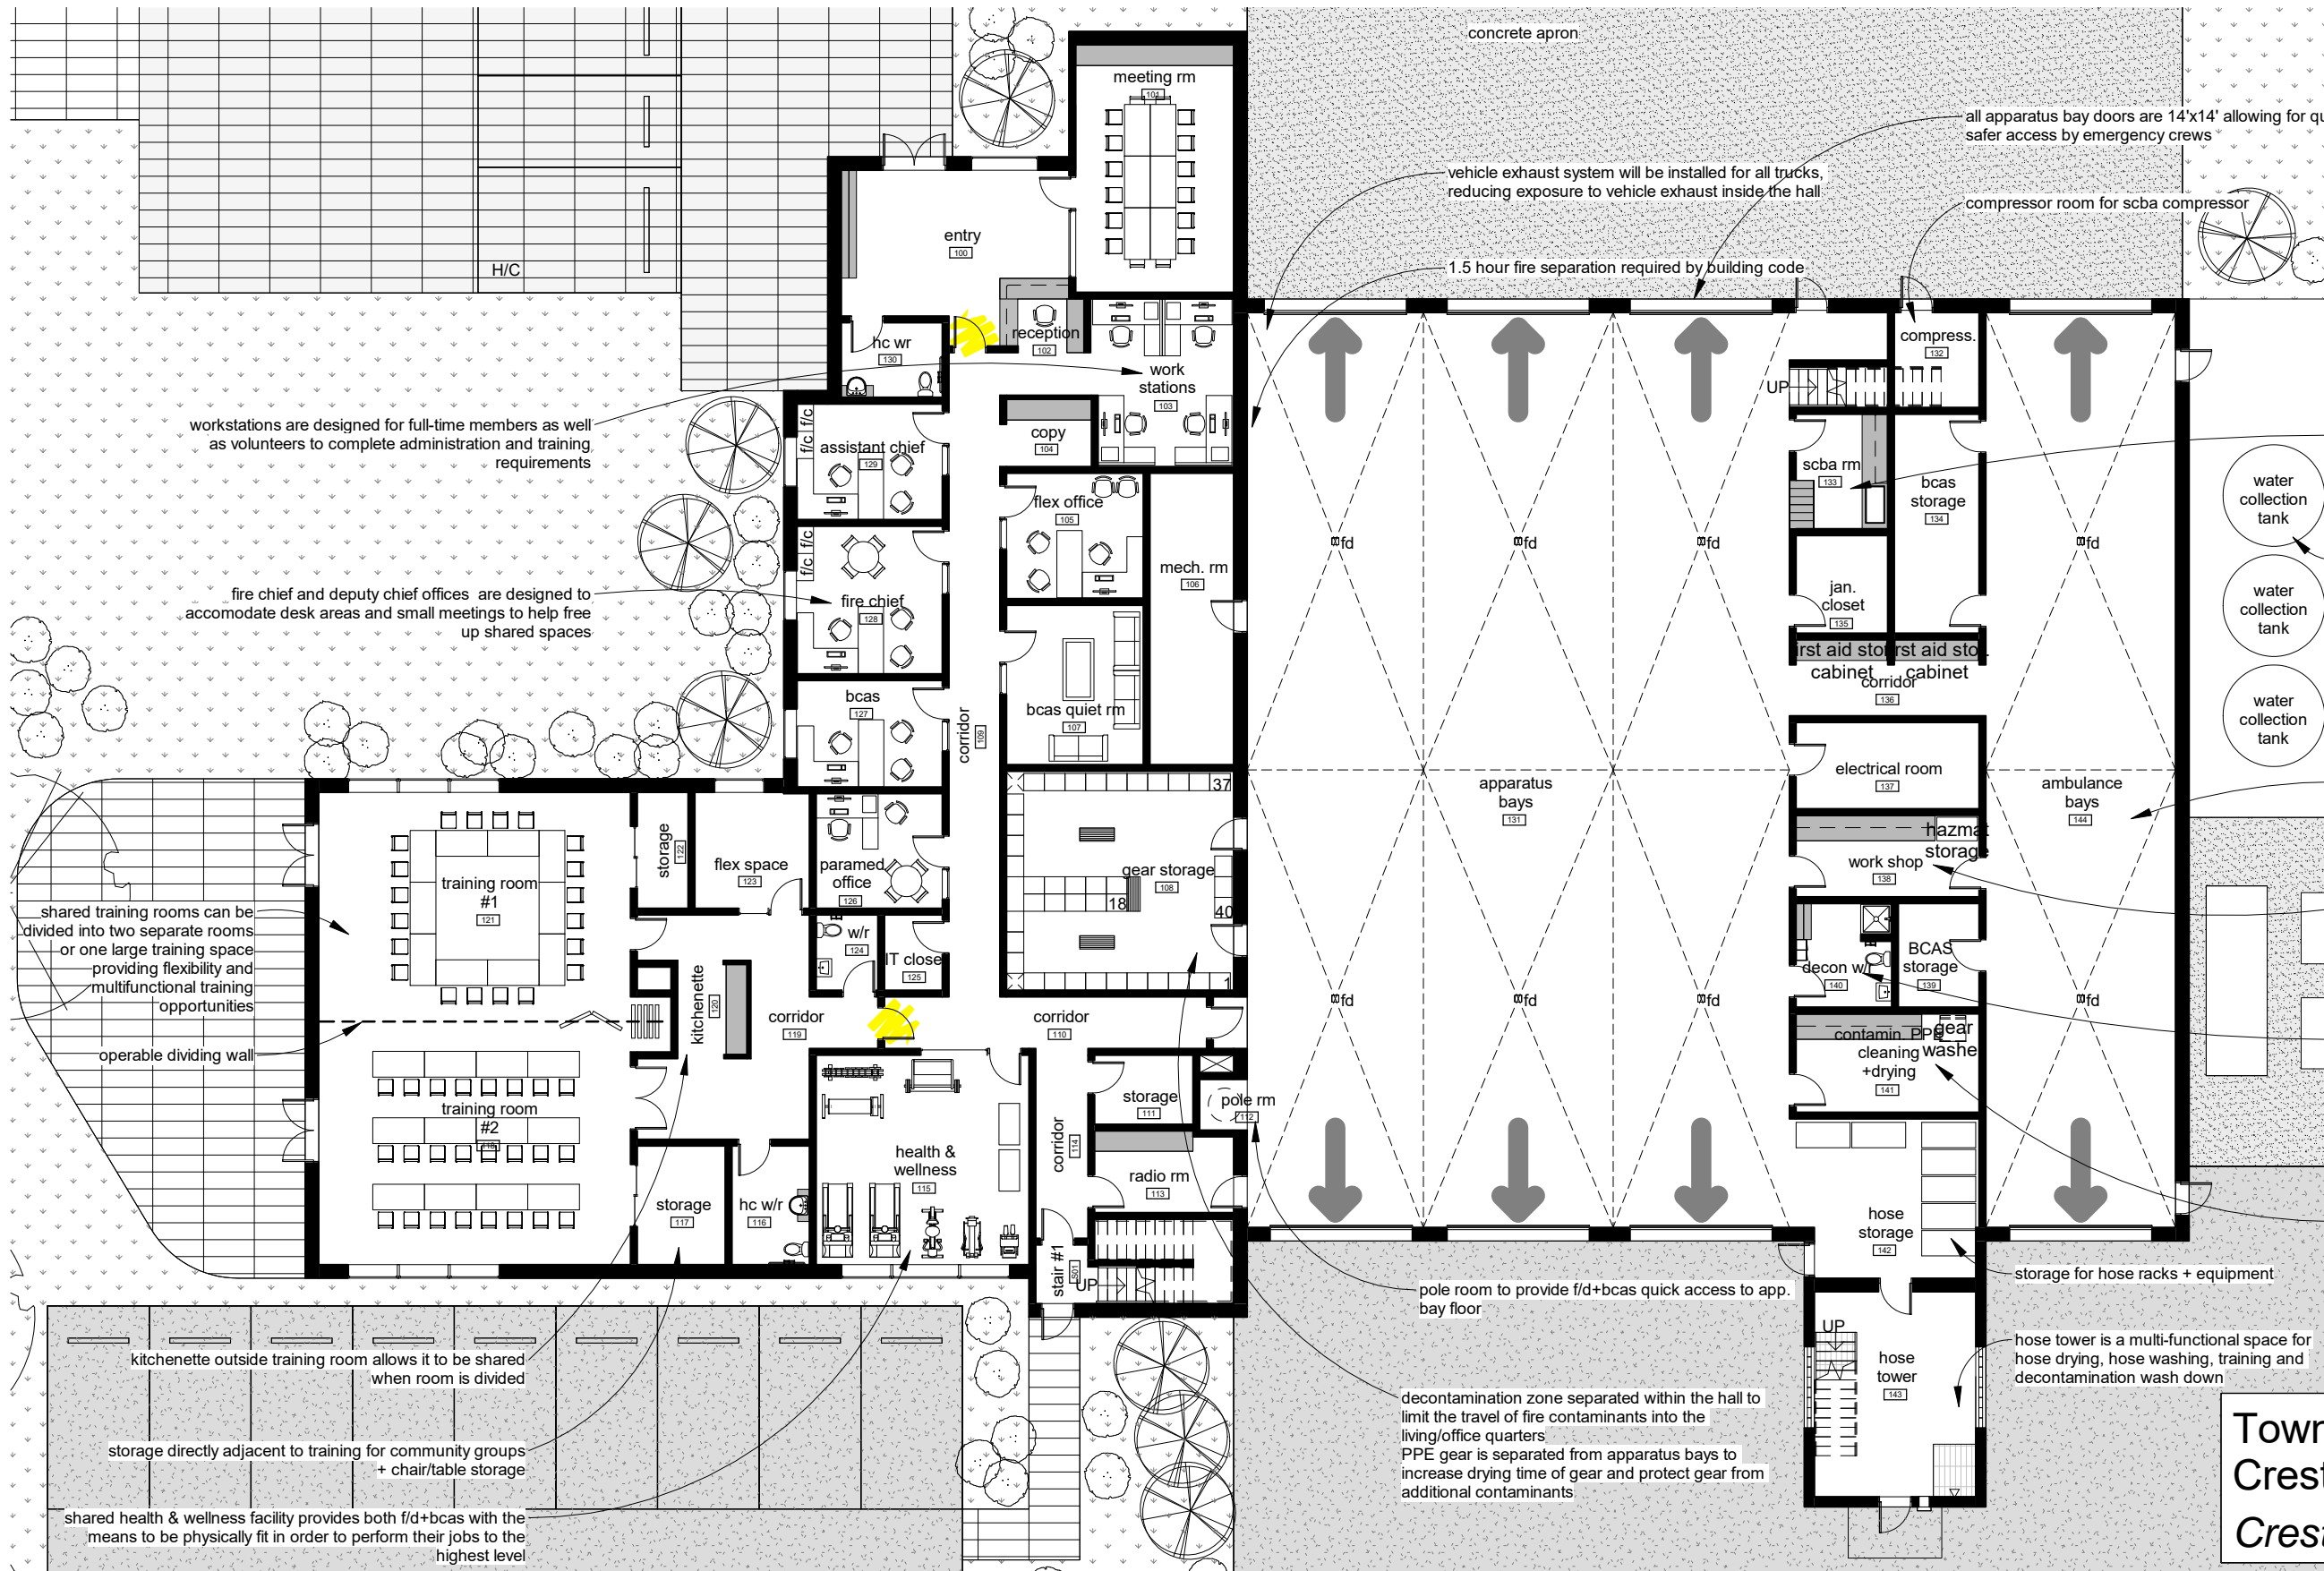 concrete apron
meeting rm
101
all apparatus bay doors are 14'x14' allowing for
safer access by emergency crews
vehicle exhaust system will be installed for all trucks,
reducing exposure to vehicle exhaust inside the hall
compressor room for scba compressor
entry
100
H/C
1.5 hour fire separation required by building code
reception
102
hc wr
130
compress.
132
work
stations
103
UP
workstations are designed for full-time members as well
as volunteers to complete administration and training
requirements
f/c f/c
assistant chief
129
copy
104
scba rm
133
bcas
storage
134
water
collection
tank
flex office
105
fd
fd
fd
fd
f/c f/c
mech. rm
106
fire chief and deputy chief offices are designed to
accomodate desk areas and small meetings to help free
up shared spaces
fire chief
128
jan.
closet
135
water
collection
tank
cabinet
cabinet
corridor
136
bcas
127
bcas quiet rm
107
corridor
109
water
collection
tank
electrical room
137
37
apparatus
bays
131
ambulance
bays
144
storage
122
flex space
123
paramed
office
126
gear storage
108
18
40
1
hazmat
storage
work shop
138
training room
#1
121
shared training rooms can be
divided into two separate rooms
or one large training space
providing flexibility and
multifunctional training
opportunities
w/r
124
IT close
125
decon w/r
140
BCAS
storage
139
kitchenette
120
fd
fd
fd
fd
corridor
119
corridor
110
operable dividing wall
contamin. PPE
cleaning
+drying
141
gear
washe
training room
#2
storage
111
pole rm
112
corridor
114
health &
wellness
115
radio rm
113
storage
117
hc w/r
116
hose
storage
142
stair #1
S01
UP
storage for hose racks + equipment
pole room to provide f/d+bcas quick access to app.
bay floor
UP
hose
tower
143
hose tower is a multi-functional space for
hose drying, hose washing, training and
decontamination wash down
kitchenette outside training room allows it to be shared
when room is divided
decontamination zone separated within the hall to
limit the travel of fire contaminants into the
living/office quarters
PPE gear is separated from apparatus bays to
increase drying time of gear and protect gear from
additional contaminants
storage directly adjacent to training for community groups
+ chair/table storage
shared health & wellness facility provides both f/d+bcas with the
means to be physically fit in order to perform their jobs to the
highest level
Town
Crest
Crest